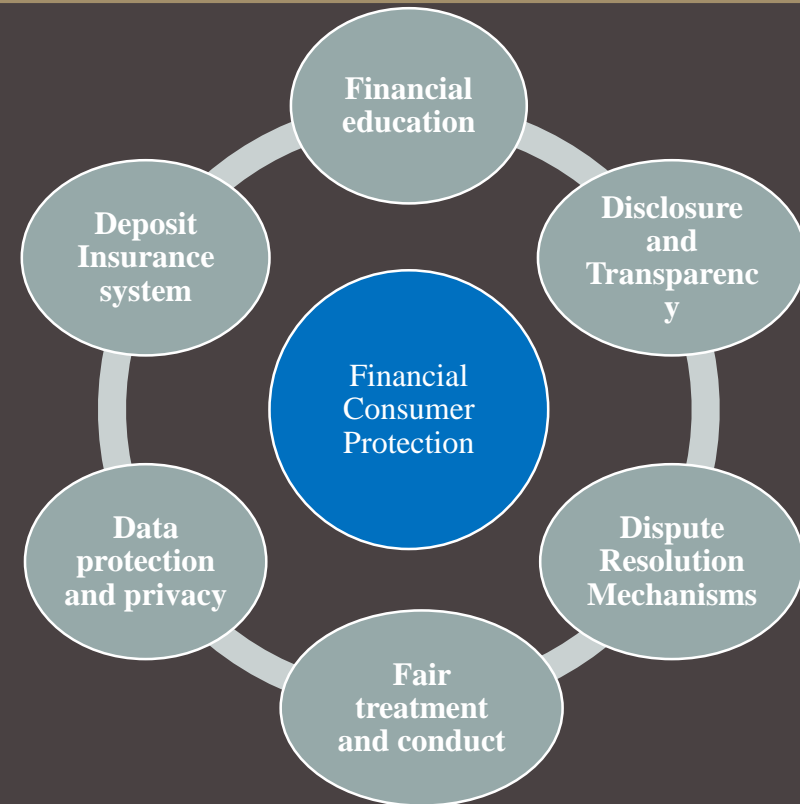 Financial
education
Disclosure
and
Transparenc
y
Dispute
Resolution
Mechanisms
Fair
treatment
and conduct
Data
protection
and privacy
Deposit
Insurance
system
Financial
Consumer
Protection